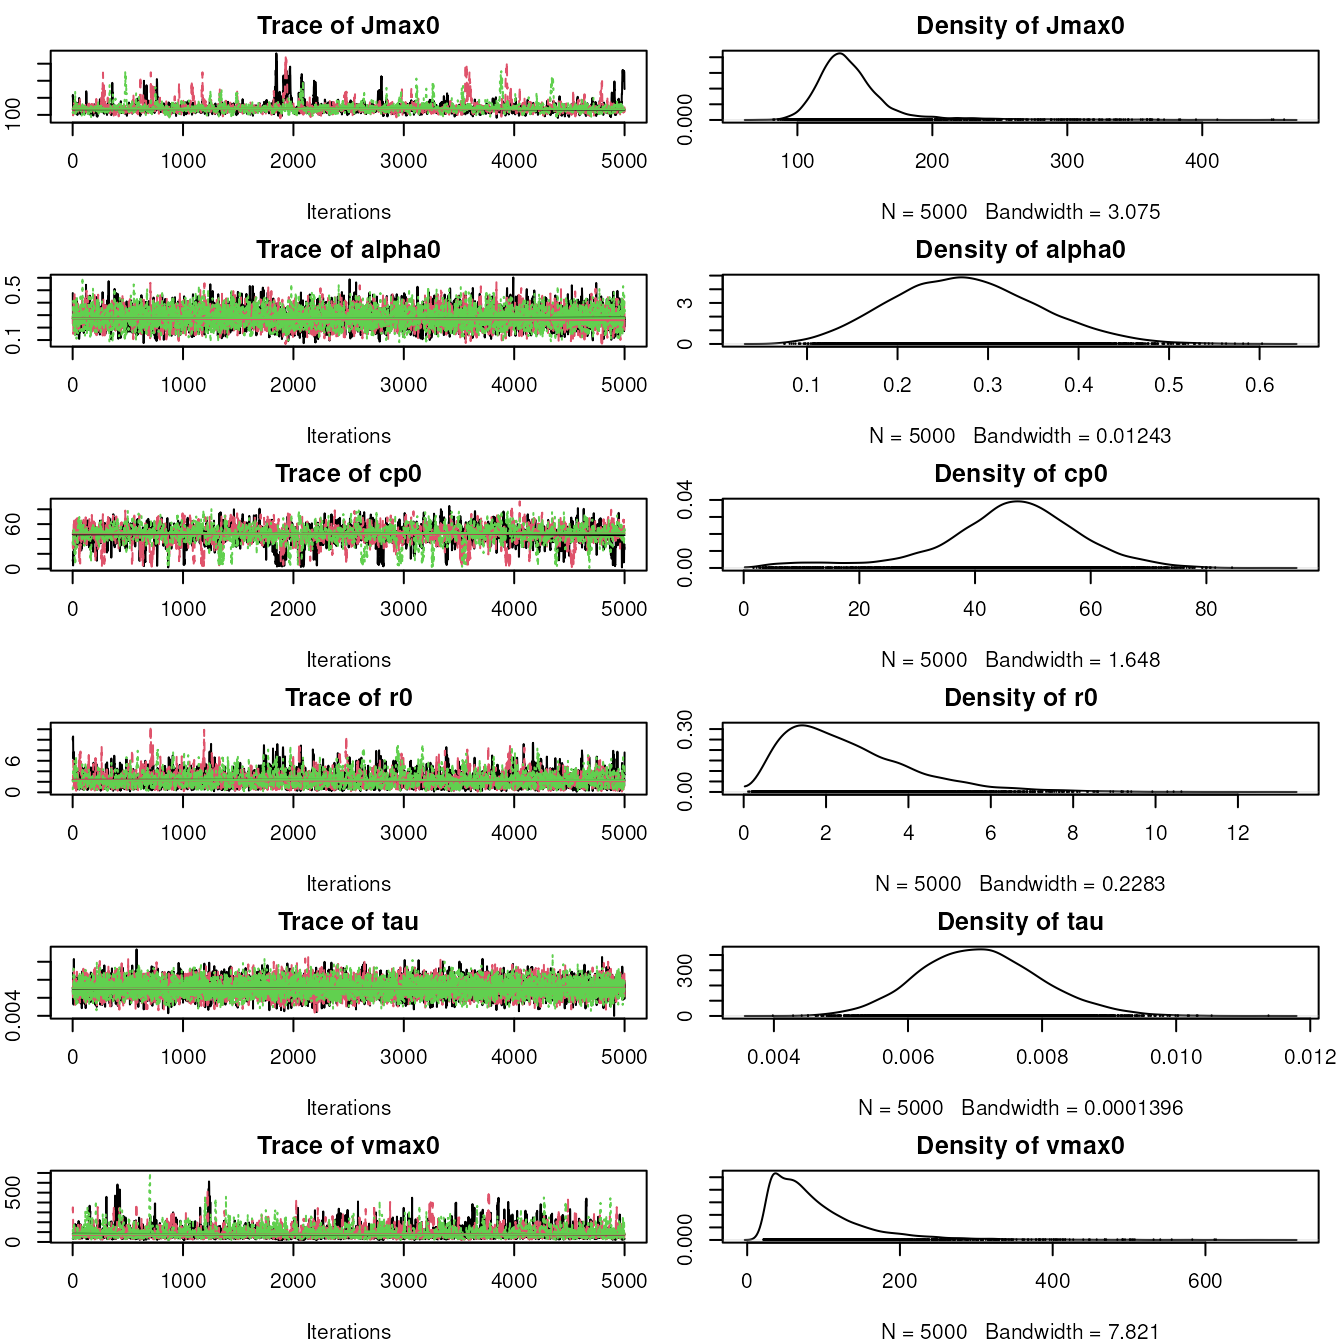 Trace of Jmax0
100
0 1000 2000 3000 4000 5000
Iterations
Density of Jmax0
0.000
100 200 300 400
N = 5000 Bandwidth = 3.075
Trace of alpha0
0.1 0.5
0 1000 2000 3000 4000 5000
Iterations
Density of alpha0
0 3
0.1 0.2 0.3 0.4 0.5 0.6
N = 5000 Bandwidth = 0.01243
Trace of cp0
0 60
0 1000 2000 3000 4000 5000
Iterations
Density of cp0
0.00 0.04
0 20 40 60 80
N = 5000 Bandwidth = 1.648
Trace of r0
0 6
0 1000 2000 3000 4000 5000
Iterations
Density of r0
0.00 0.30
0 2 4 6 8 10 12
N = 5000 Bandwidth = 0.2283
Trace of tau
0.004
0 1000 2000 3000 4000 5000
Iterations
Density of tau
0 300
0.004 0.006 0.008 0.010 0.012
N = 5000 Bandwidth = 0.0001396
Trace of vmax0
0 500
0 1000 2000 3000 4000 5000
Iterations
Density of vmax0
0.000
0 200 400 600
N = 5000 Bandwidth = 7.821